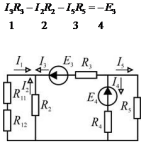 I₃R₃−I₂R₂−I₅R₅=−E₃
1 2 3 4
I₁ I₃ E₃ R₃ I₅
I₂ I₄
R₁₁ E₄
R₂ R₅
R₁₂ R₄